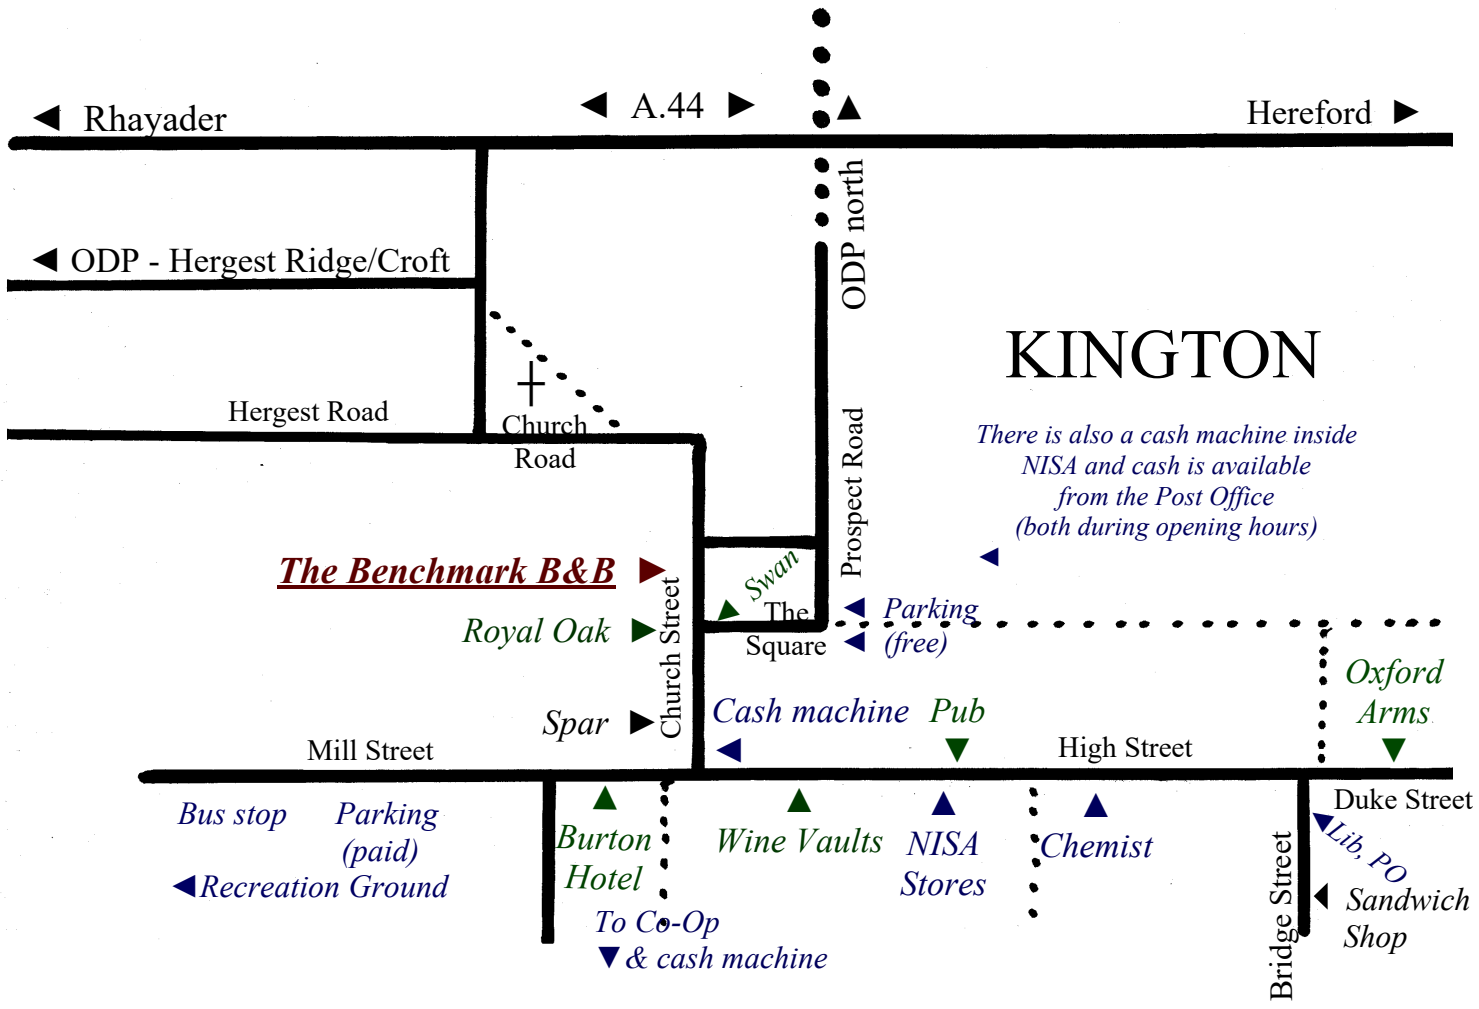 Rhayader
A.44
Hereford
ODP north
ODP - Hergest Ridge/Croft
KINGTON
Hergest Road
Church
Road
Prospect Road
There is also a cash machine inside
NISA and cash is available
from the Post Office
(both during opening hours)
The Benchmark B&B
Swan
Church Street
The
Square
Parking
(free)
Royal Oak
Oxford
Arms
Spar
Cash machine
Pub
Mill Street
High Street
Duke Street
Bus stop
Parking
(paid)
Recreation Ground
Burton
Hotel
Wine Vaults
NISA
Stores
Chemist
Lib, PO
Bridge Street
Sandwich
Shop
To Co-Op
& cash machine